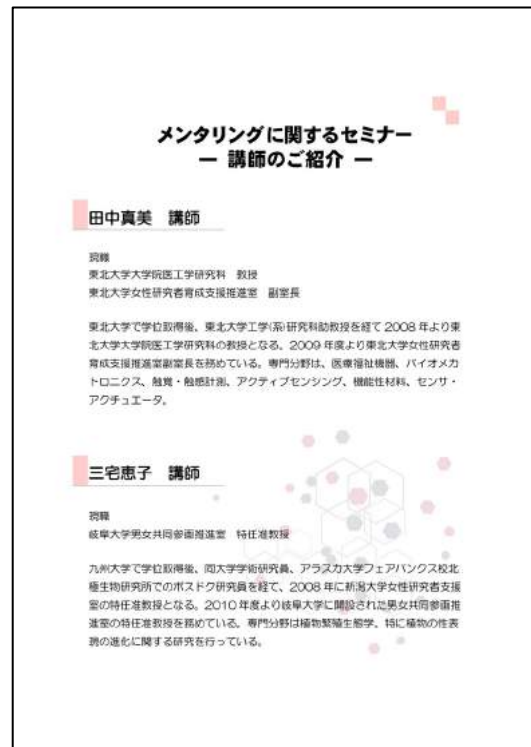 メンタリングに関するセミナー
― 講師のご紹介 ―
田中真美　講師
現職
東北大学大学院医工学研究科　教授
東北大学女性研究者育成支援推進室　副室長
東北大学で学位取得後、東北大学工学(系)研究科助教授を経て 2008 年より東
北大学大学院医工学研究科の教授となる。2009 年度より東北大学女性研究者
育成支援推進室副室長を務めている。専門分野は、医療福祉機器、バイオメカ
トロニクス、触覚・触感計測、アクティブセンシング、機能性材料、センサ・
アクチュエータ。
三宅恵子　講師
現職
岐阜大学男女共同参画推進室　特任准教授
九州大学で学位取得後、同大学学術研究員、アラスカ大学フェアバンクス校北
極生物研究所でのポスドク研究員を経て、2008 年に新潟大学女性研究者支援
室の特任准教授となる。2010 年度より岐阜大学に開設された男女共同参画推
進室の特任准教授を務めている。専門分野は植物繁殖生態学、特に植物の性表
現の進化に関する研究を行っている。